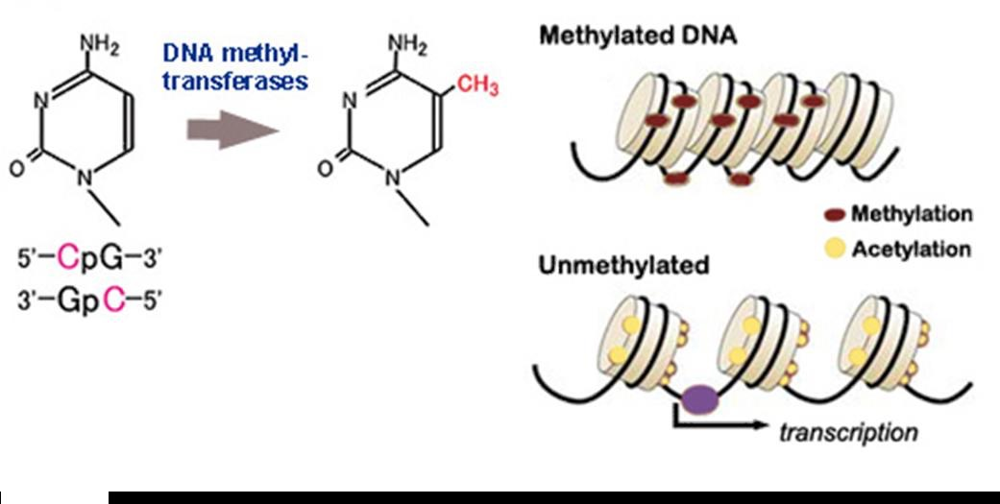 NH₂
N
O
N
5'–CpG–3'
3'–GpC–5'
DNA methyl-
transferases
NH₂
CH₃
N
O
N
Methylated DNA
Methylation
Acetylation
Unmethylated
transcription